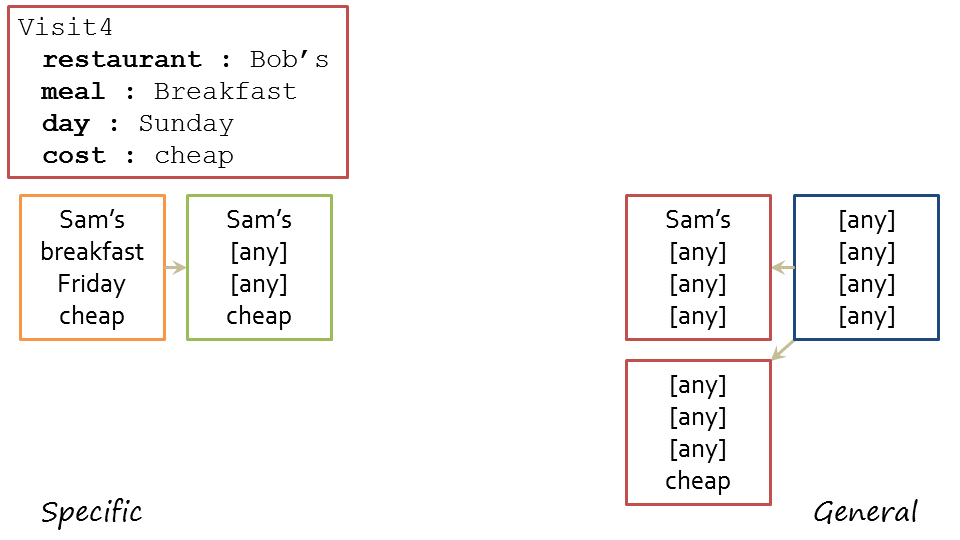 Visit4
restaurant : Bob’s
meal : Breakfast
day : Sunday
cost : cheap
Sam’s
breakfast
Friday
cheap
Sam’s
[any]
[any]
cheap
Sam’s
[any]
[any]
[any]
[any]
[any]
[any]
[any]
[any]
[any]
[any]
cheap
Specific
General